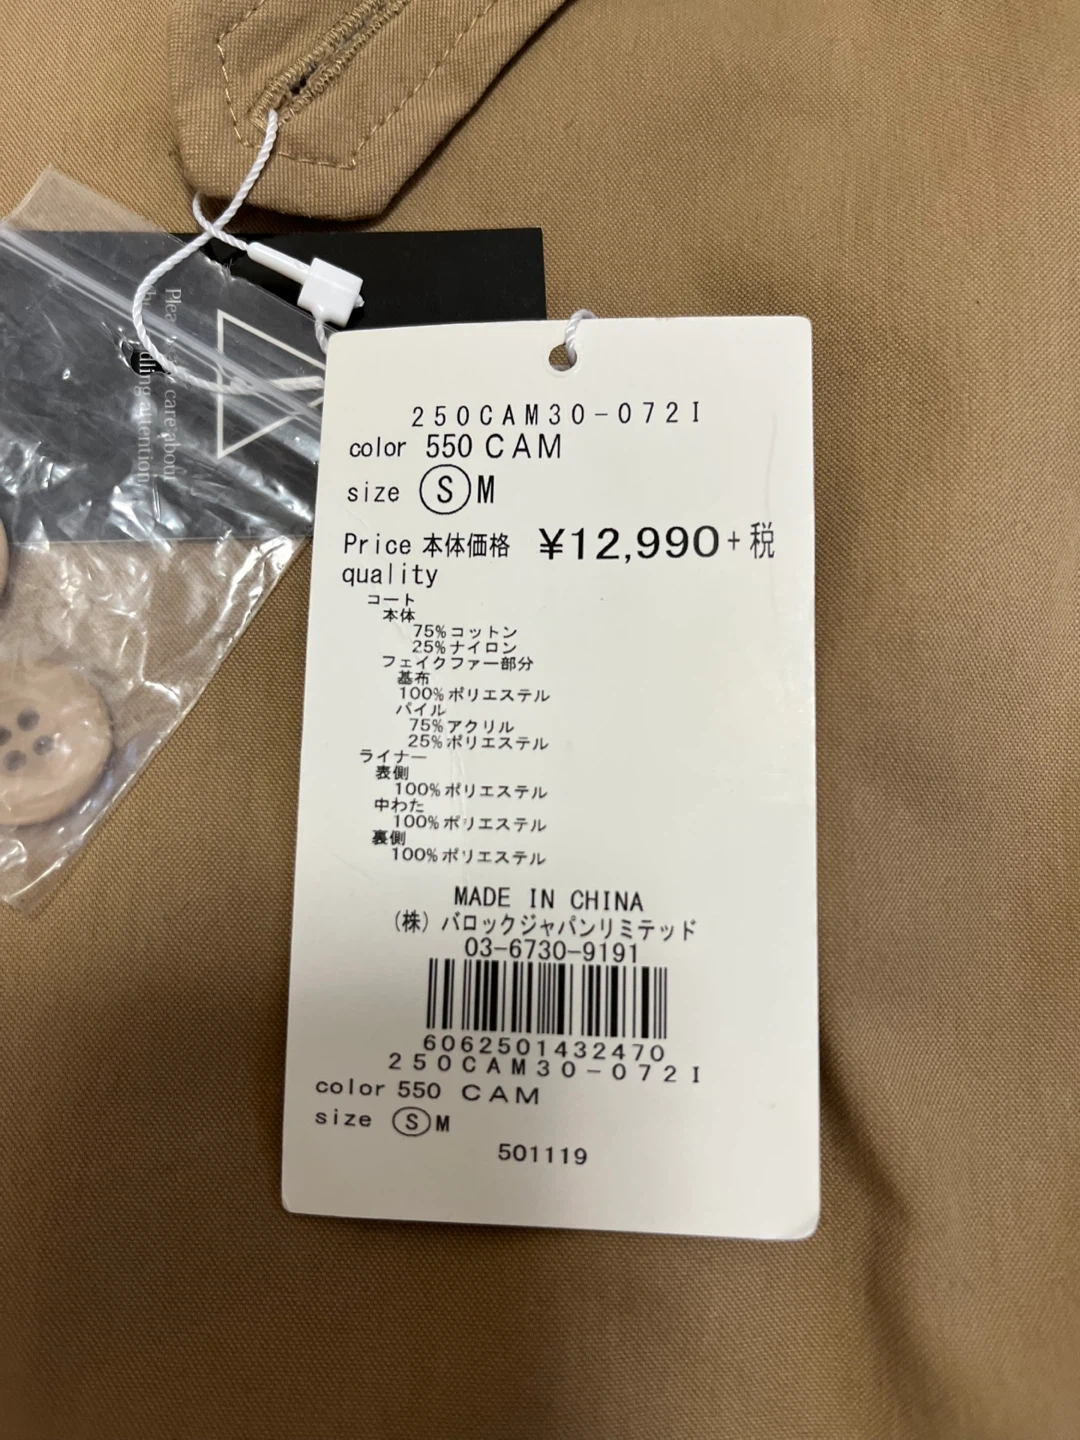 250CAM30-072I
color 550 CAM
size S M
Price 本体価格 ¥12,990+税
quality
コート
本体
75%コットン
25%ナイロン
フェイクファー部分
基布
100%ポリエステル
パイル
75%アクリル
25%ポリエステル
ライナー
表側
100%ポリエステル
中わた
100%ポリエステル
裏側
100%ポリエステル
MADE IN CHINA
(株)バロックジャパンリミテッド
03-6730-9191
6062501432470
250CAM30-072I
color 550 CAM
size S M
501119
care about
attention